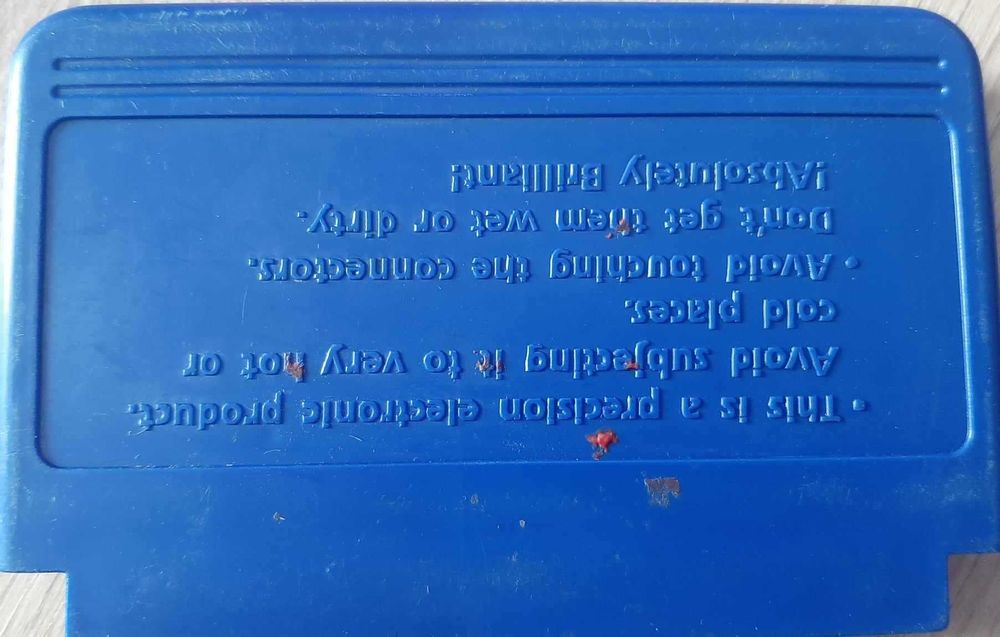 • This is a precision electronic product.
Avoid subjecting it to very hot or
cold places.
• Avoid touching the connectors.
Don't get them wet or dirty.
!Absolutely Brilliant!